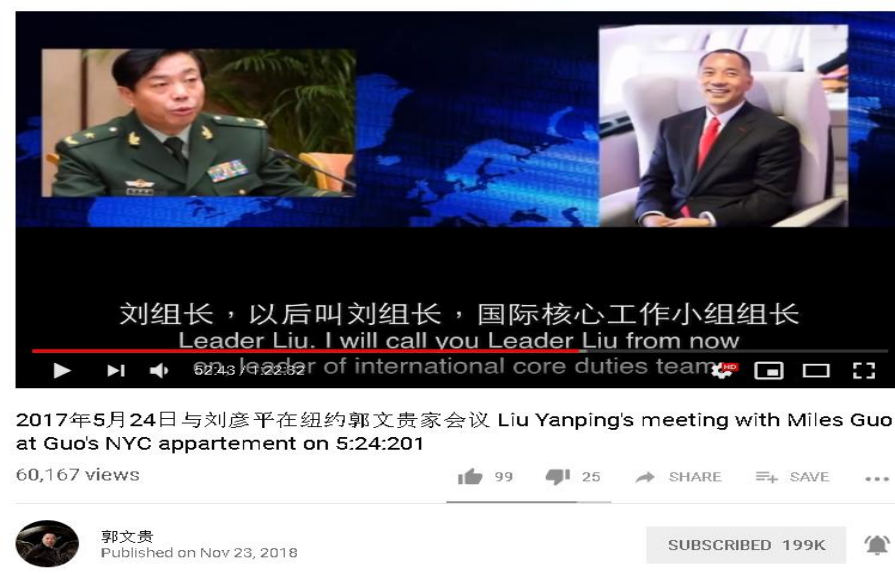 刘组长，以后叫刘组长，国际核心工作小组组长
Leader Liu. I will call you Leader Liu from now
on, leader of international core duties team
52:43 / 1:22:32
HD
2017年5月24日与刘彦平在纽约郭文贵家会议 Liu Yanping's meeting with Miles Guo
at Guo's NYC appartement on 5:24:201
60,167 views
99 25 SHARE SAVE
郭文贵
Published on Nov 23, 2018
SUBSCRIBED 199K